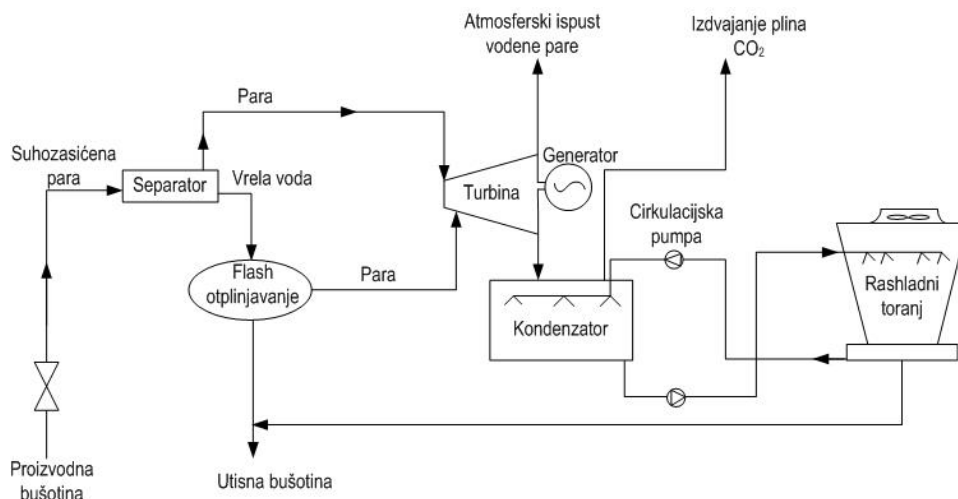 Atmosferski ispust
vodene pare
Izdvajanje plina
CO₂
Para
Suhozasićena
para
Separator
Vrela voda
Generator
Turbina
Cirkulacijska
pumpa
Flash
otplinjavanje
Para
Kondenzator
Rashladni
toranj
Proizvodna
bušotina
Utisna bušotina